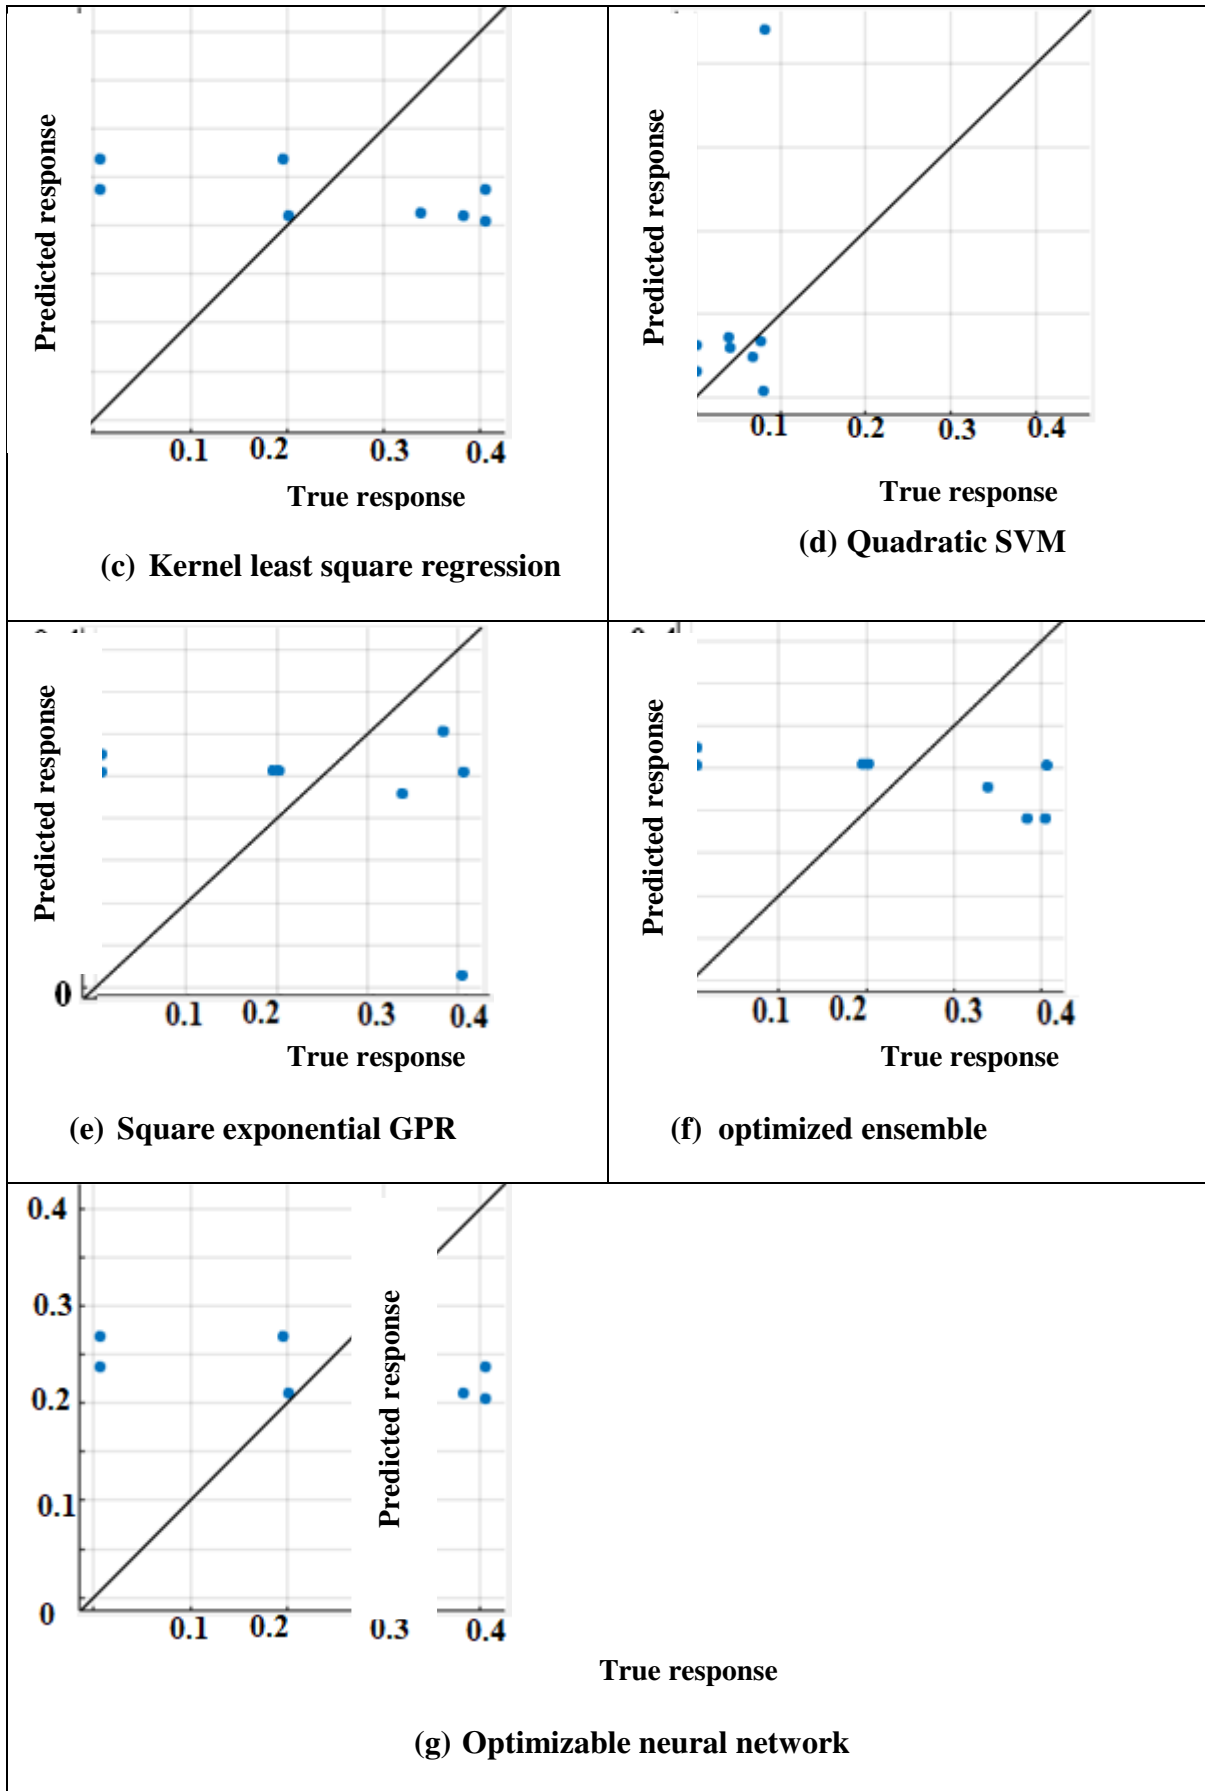 Predicted response
0.1 0.2 0.3 0.4
True response
(c) Kernel least square regression
Predicted response
0.1 0.2 0.3 0.4
True response
(d) Quadratic SVM
Predicted response
0
0.1 0.2 0.3 0.4
True response
(e) Square exponential GPR
Predicted response
0.1 0.2 0.3 0.4
True response
(f) optimized ensemble
0.4
0.3
0.2
0.1
0
Predicted response
0.1 0.2 0.3 0.4
True response
(g) Optimizable neural network